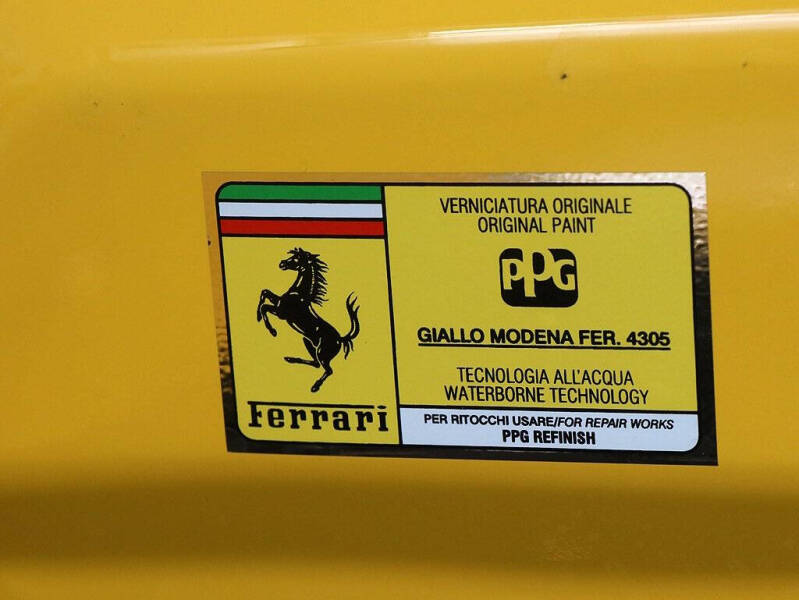 VERNICIATURA ORIGINALE
ORIGINAL PAINT
PPG
GIALLO MODENA FER. 4305
TECNOLOGIA ALL'ACQUA
WATERBORNE TECHNOLOGY
Ferrari
PER RITOCCHI USARE/FOR REPAIR WORKS
PPG REFINISH